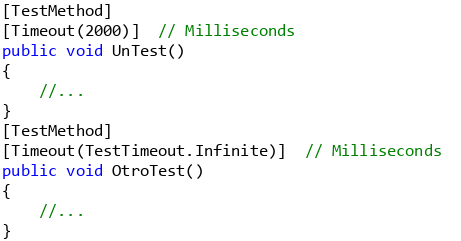 [TestMethod]
[Timeout(2000)]  // Milliseconds
public void UnTest()
{
    //...
}
[TestMethod]
[Timeout(TestTimeout.Infinite)]  // Milliseconds
public void OtroTest()
{
    //...
}